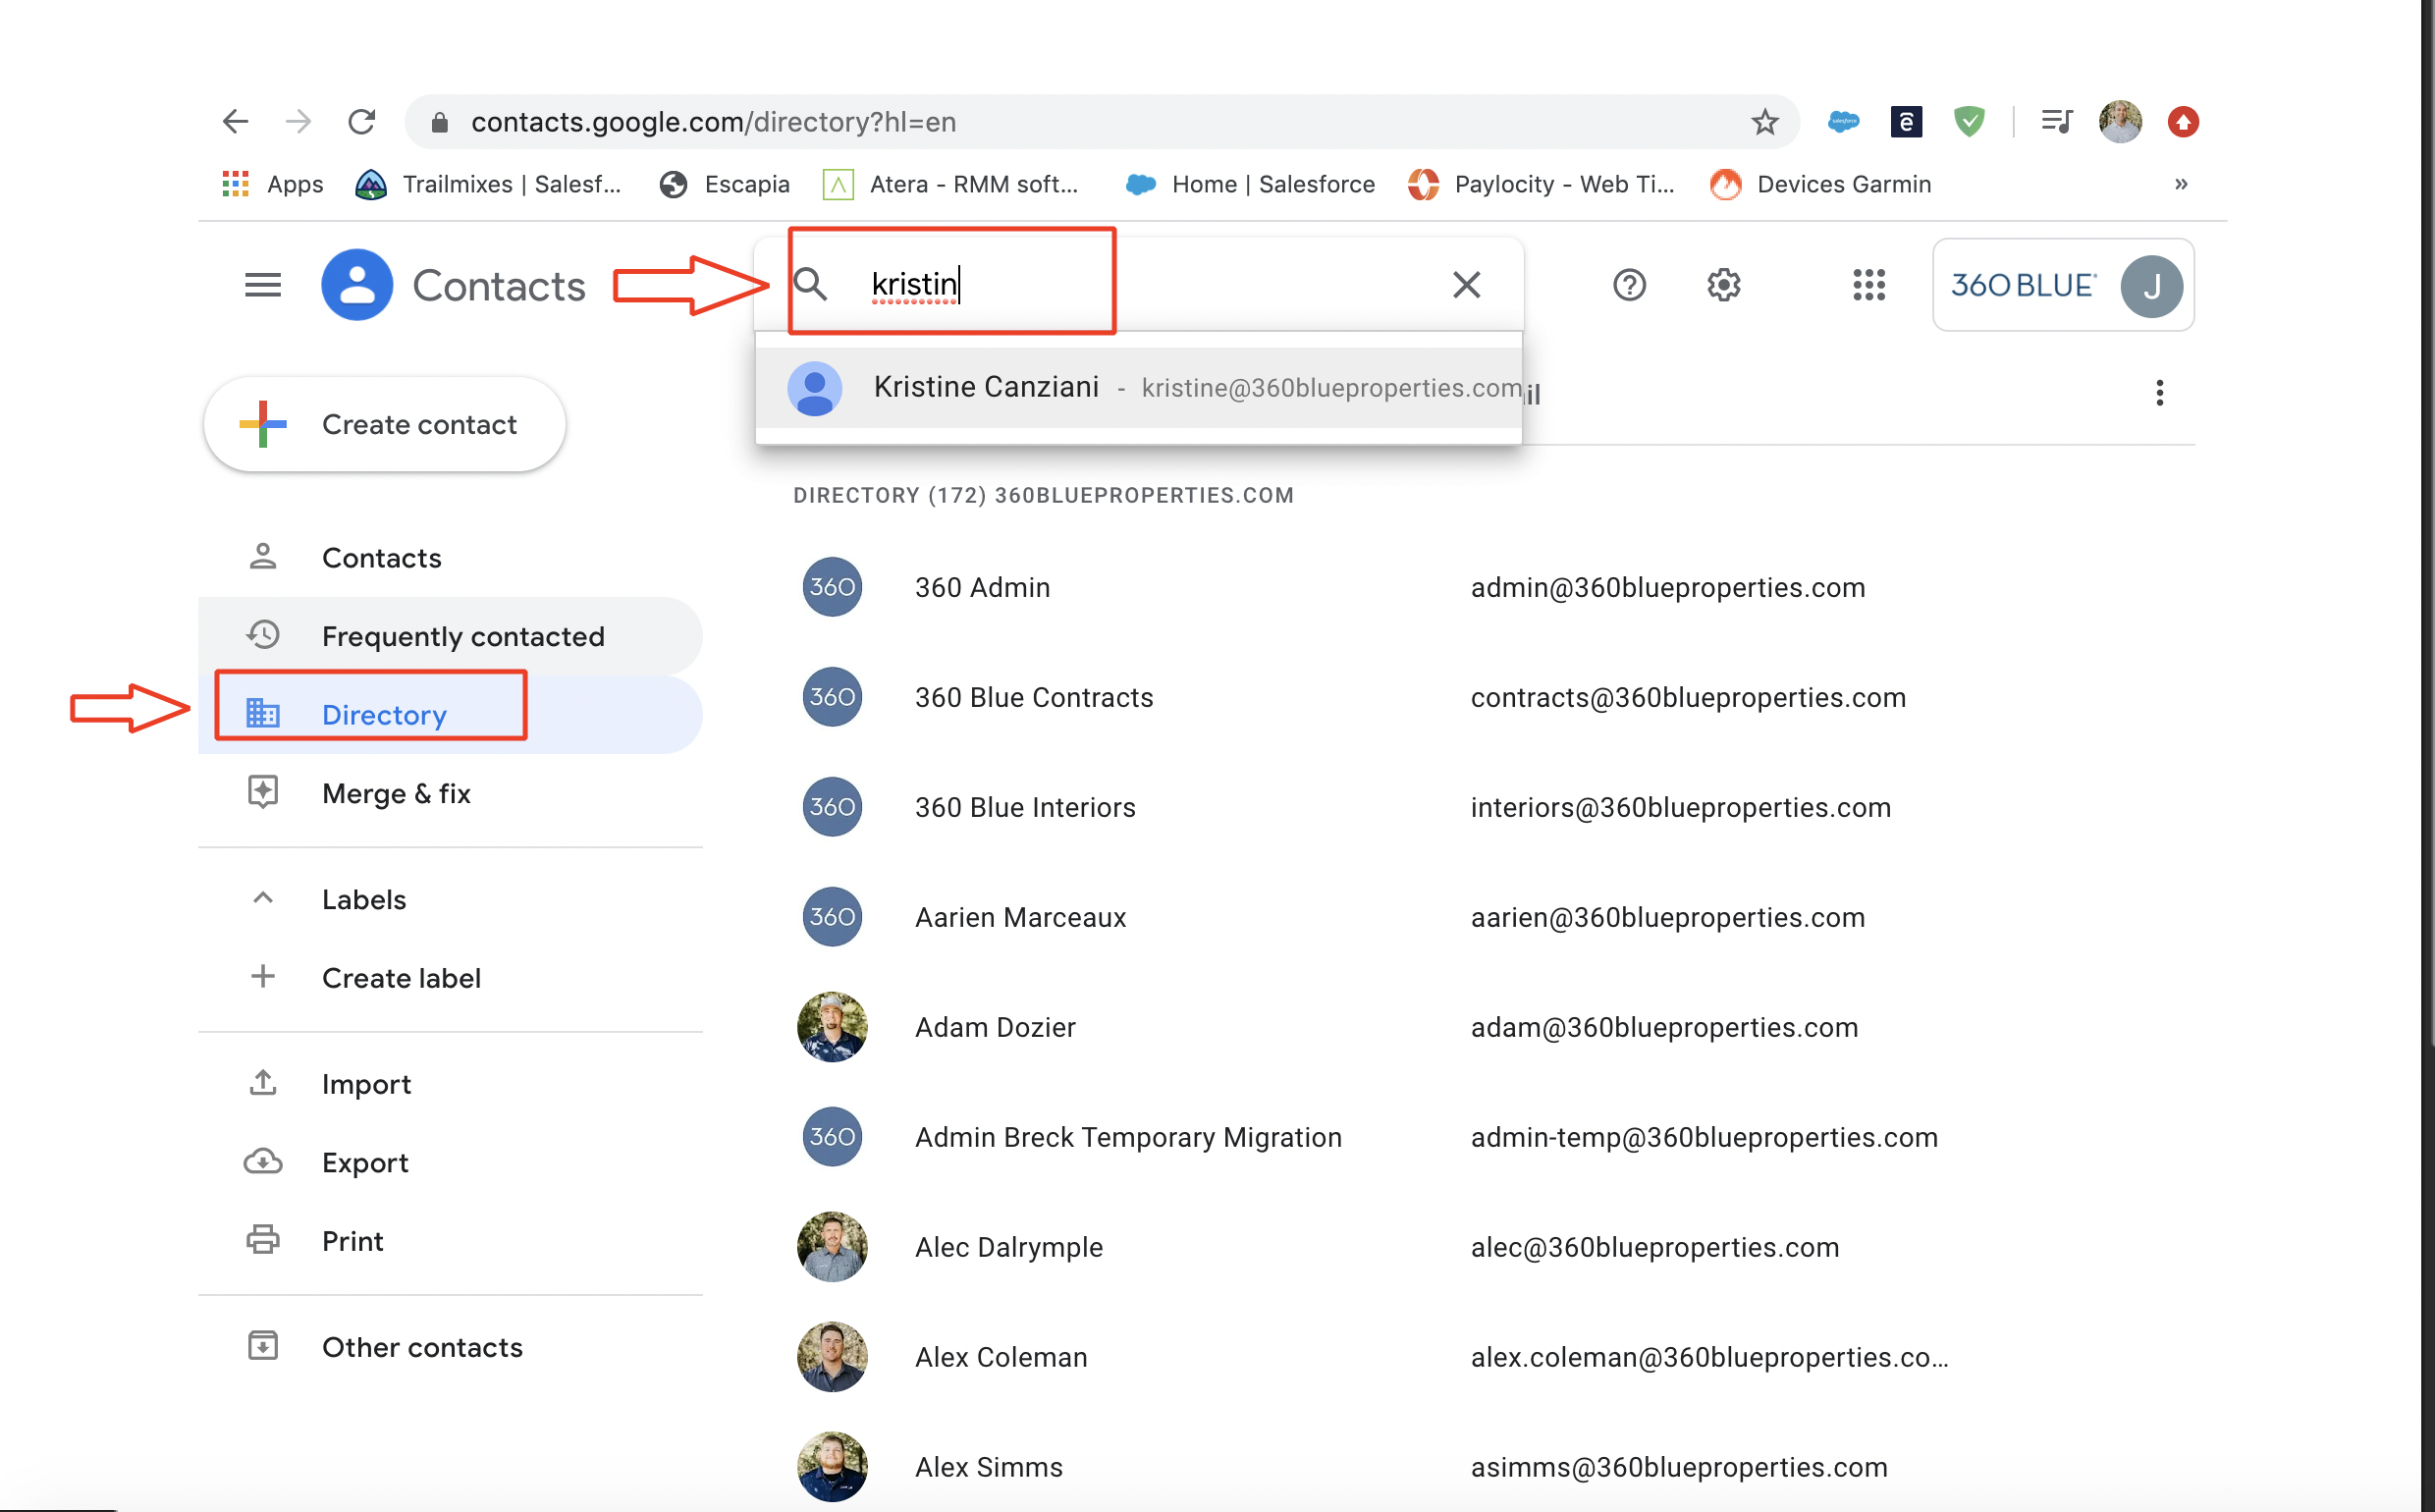 contacts.google.com/directory?hl=en
Apps Trailmixes | Salesf... Escapia Atera - RMM soft... Home | Salesforce Paylocity - Web Ti... Devices Garmin »
Contacts
kristin
360 BLUE
J
Kristine Canziani - kristine@360blueproperties.com
il
Create contact
DIRECTORY (172) 360BLUEPROPERTIES.COM
Contacts
Frequently contacted
Directory
Merge & fix
Labels
Create label
Import
Export
Print
Other contacts
360 360 Admin admin@360blueproperties.com
360 360 Blue Contracts contracts@360blueproperties.com
360 360 Blue Interiors interiors@360blueproperties.com
360 Aarien Marceaux aarien@360blueproperties.com
Adam Dozier adam@360blueproperties.com
360 Admin Breck Temporary Migration admin-temp@360blueproperties.com
Alec Dalrymple alec@360blueproperties.com
Alex Coleman alex.coleman@360blueproperties.co...
Alex Simms asimms@360blueproperties.com